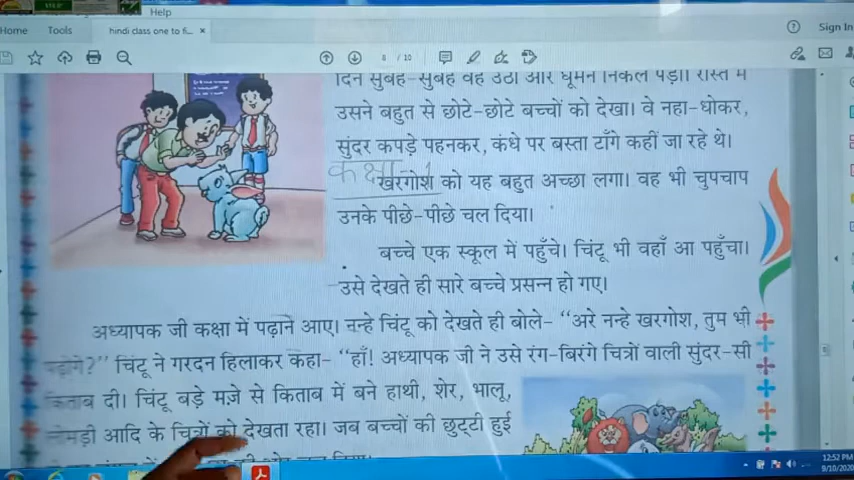 Help
Home Tools hindi class one to fi... × Sign In
8 / 10
दिन सुबह-सुबह वह उठा और घूमने निकल पड़ा। रास्ते में
उसने बहुत से छोटे-छोटे बच्चों को देखा। वे नहा-धोकर,
सुंदर कपड़े पहनकर, कंधे पर बस्ता टाँगे कहीं जा रहे थे।
कक्षा - 1
खरगोश को यह बहुत अच्छा लगा। वह भी चुपचाप
उनके पीछे-पीछे चल दिया।
बच्चे एक स्कूल में पहुँचे। चिंटू भी वहाँ आ पहुँचा।
उसे देखते ही सारे बच्चे प्रसन्न हो गए।
अध्यापक जी कक्षा में पढ़ाने आए। नन्हे चिंटू को देखते ही बोले- “अरे नन्हे खरगोश, तुम भी
पढ़ोगे?” चिंटू ने गरदन हिलाकर कहा- “हाँ! अध्यापक जी ने उसे रंग-बिरंगे चित्रों वाली सुंदर-सी
किताब दी। चिंटू बड़े मज़े से किताब में बने हाथी, शेर, भालू,
लोमड़ी आदि के चित्रों को देखता रहा। जब बच्चों की छुट्टी हुई
12:52 PM
9/10/2020